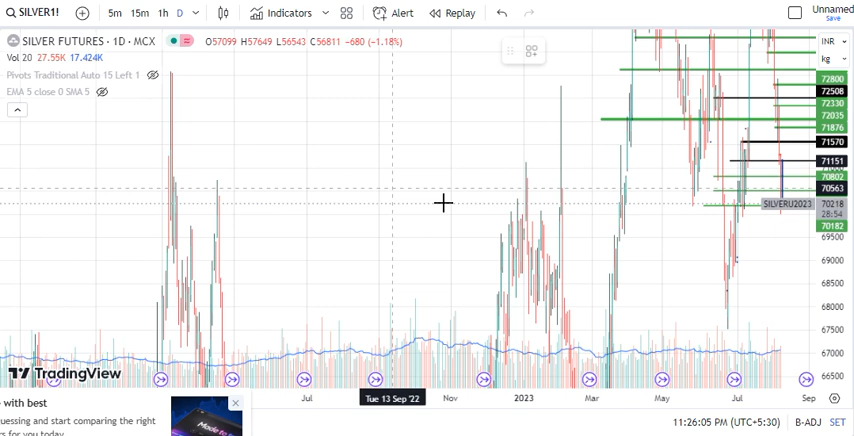 SILVER1! 5m 15m 1h D Indicators Alert Replay Unnamed
Save
SILVER FUTURES · 1D · MCX O57099 H57649 L56543 C56811 −680 (−1.18%)
Vol 20 27.55K 17.424K
Pivots Traditional Auto 15 Left 1
EMA 5 close 0 SMA 5
INR
kg
72800
72508
72330
72035
71876
71570
71151
70802
70563
SILVERU2023 70218
28:54
70182
69500
69000
68500
68000
67500
67000
66500
TradingView
Jul Tue 13 Sep '22 Nov 2023 Mar May Jul Sep
with best
uessing and start comparing the right
rs for you today.
Made to
11:26:05 PM (UTC+5:30) B-ADJ SET